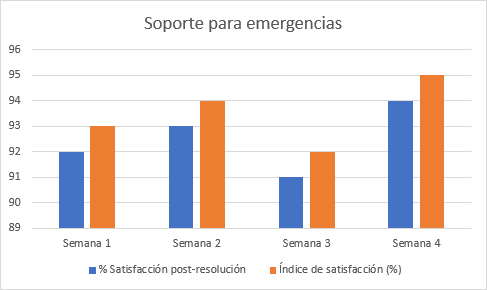 Soporte para emergencias
96
95
94
93
92
91
90
89
Semana 1 Semana 2 Semana 3 Semana 4
% Satisfacción post-resolución Índice de satisfacción (%)